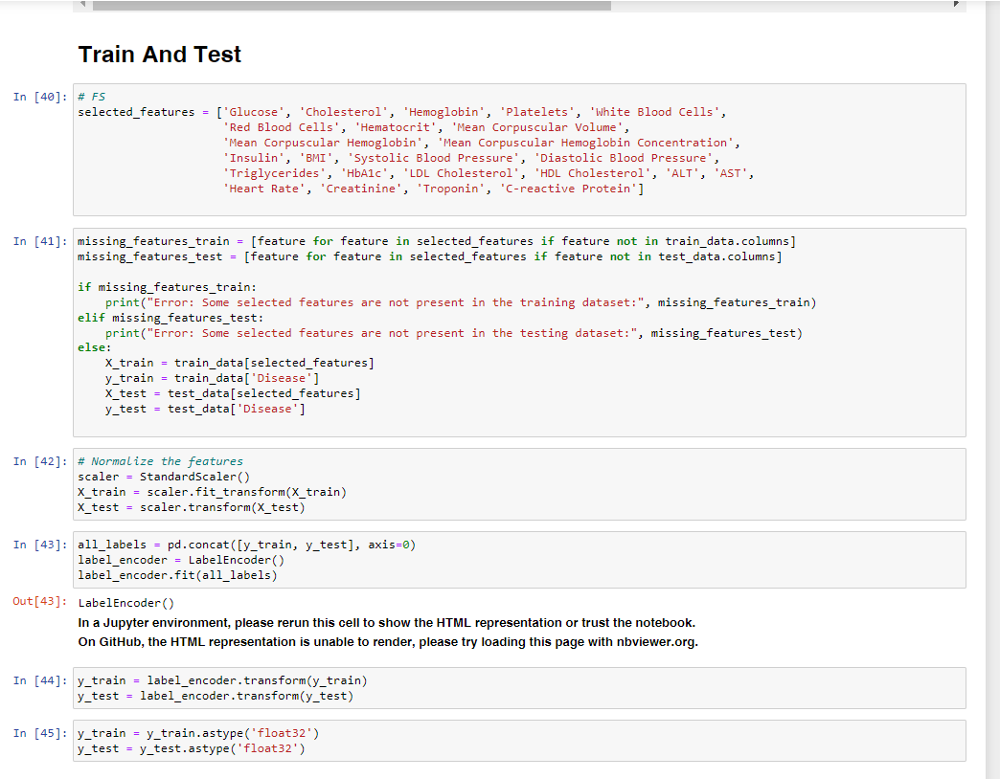 Train And Test
In [40]: # FS
selected_features = ['Glucose', 'Cholesterol', 'Hemoglobin', 'Platelets', 'White Blood Cells',
                     'Red Blood Cells', 'Hematocrit', 'Mean Corpuscular Volume',
                     'Mean Corpuscular Hemoglobin', 'Mean Corpuscular Hemoglobin Concentration',
                     'Insulin', 'BMI', 'Systolic Blood Pressure', 'Diastolic Blood Pressure',
                     'Triglycerides', 'HbA1c', 'LDL Cholesterol', 'HDL Cholesterol', 'ALT', 'AST',
                     'Heart Rate', 'Creatinine', 'Troponin', 'C-reactive Protein']
In [41]: missing_features_train = [feature for feature in selected_features if feature not in train_data.columns]
missing_features_test = [feature for feature in selected_features if feature not in test_data.columns]
if missing_features_train:
    print("Error: Some selected features are not present in the training dataset:", missing_features_train)
elif missing_features_test:
    print("Error: Some selected features are not present in the testing dataset:", missing_features_test)
else:
    X_train = train_data[selected_features]
    y_train = train_data['Disease']
    X_test = test_data[selected_features]
    y_test = test_data['Disease']
In [42]: # Normalize the features
scaler = StandardScaler()
X_train = scaler.fit_transform(X_train)
X_test = scaler.transform(X_test)
In [43]: all_labels = pd.concat([y_train, y_test], axis=0)
label_encoder = LabelEncoder()
label_encoder.fit(all_labels)
Out[43]: LabelEncoder()
In a Jupyter environment, please rerun this cell to show the HTML representation or trust the notebook.
On GitHub, the HTML representation is unable to render, please try loading this page with nbviewer.org.
In [44]: y_train = label_encoder.transform(y_train)
y_test = label_encoder.transform(y_test)
In [45]: y_train = y_train.astype('float32')
y_test = y_test.astype('float32')